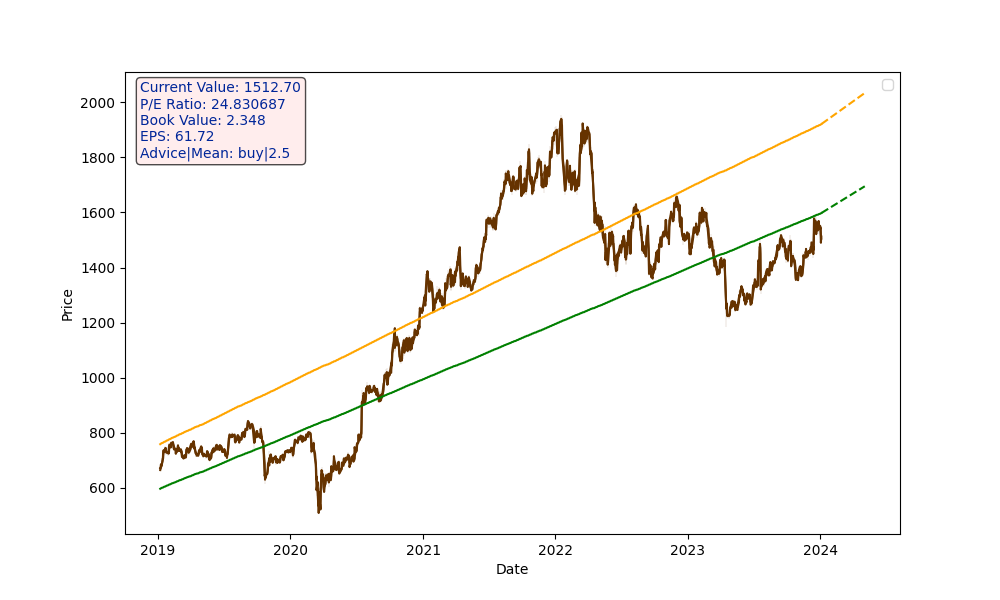 Current Value: 1512.70
P/E Ratio: 24.830687
Book Value: 2.348
EPS: 61.72
Advice|Mean: buy|2.5
2000
1800
1600
1400
1200
1000
800
600
Price
2019 2020 2021 2022 2023 2024
Date